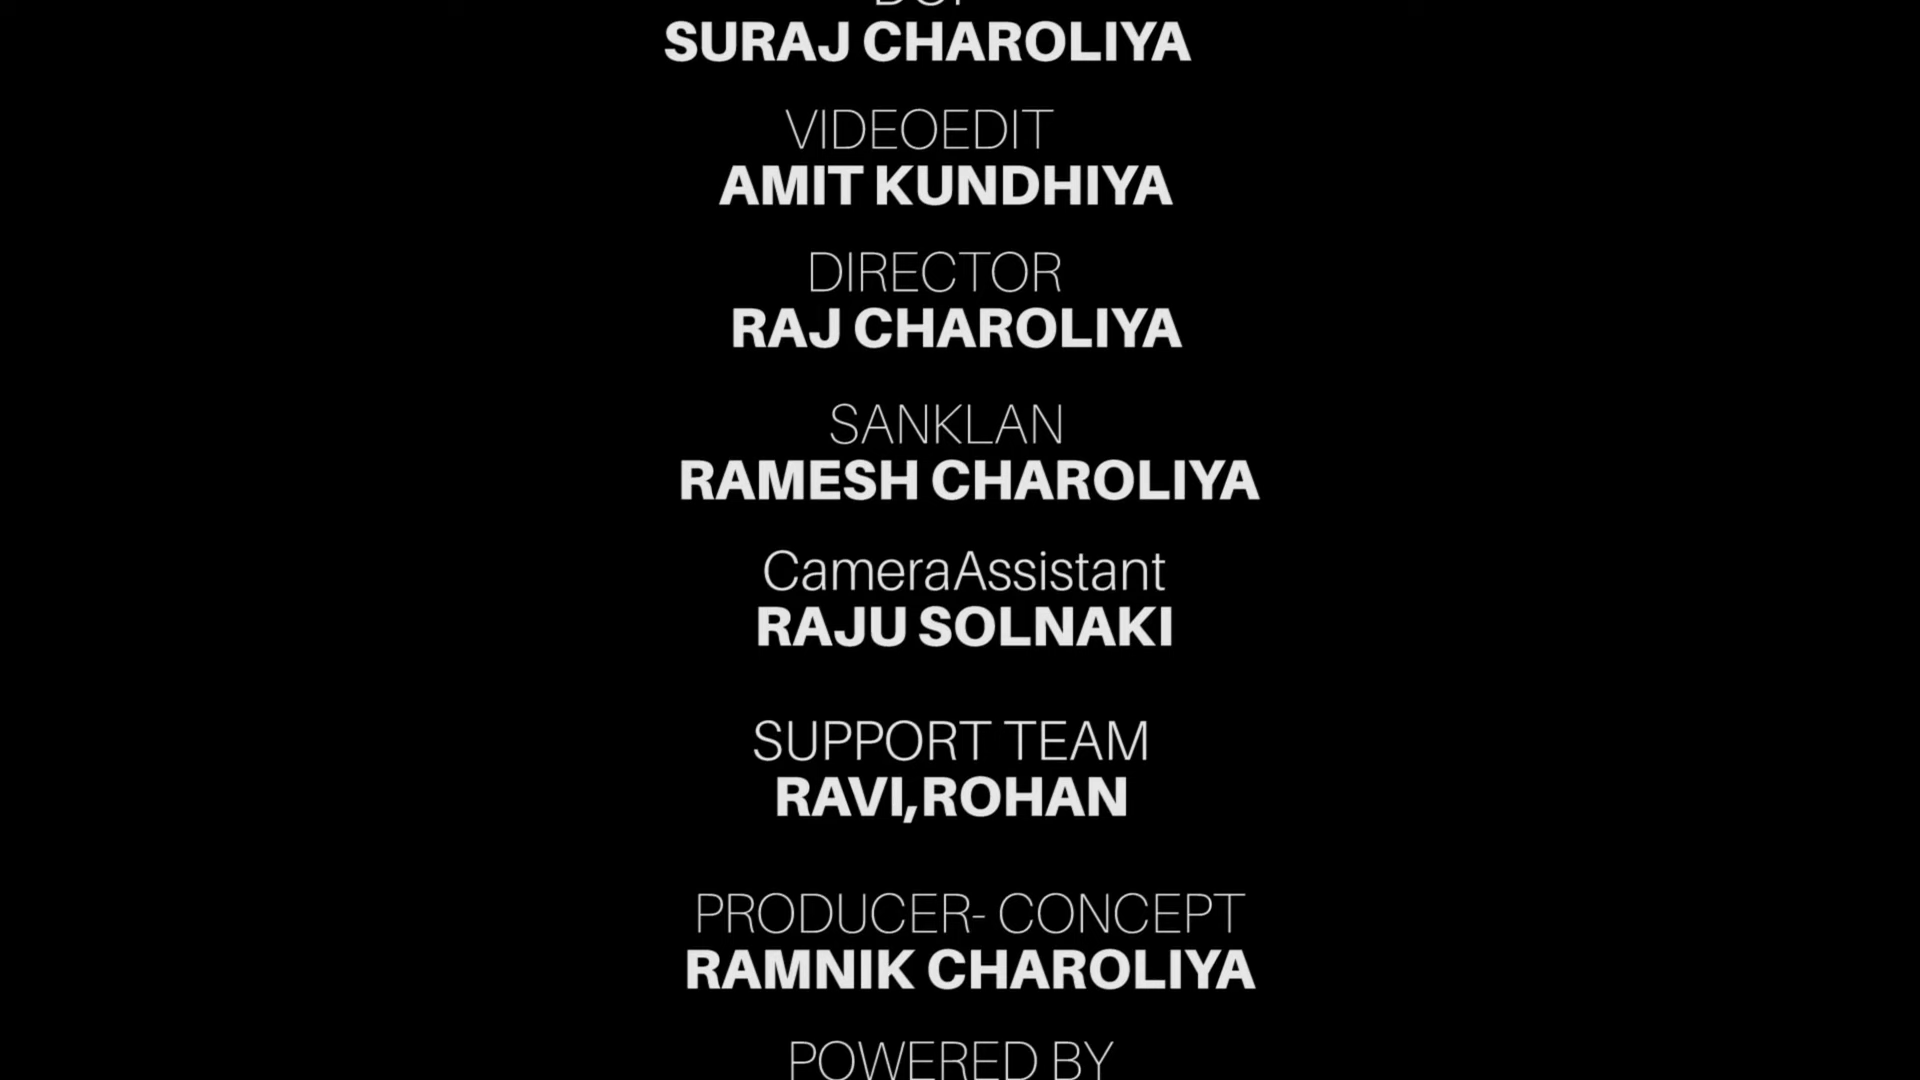 SURAJ CHAROLIYA
VIDEOEDIT
AMIT KUNDHIYA
DIRECTOR
RAJ CHAROLIYA
SANKLAN
RAMESH CHAROLIYA
CameraAssistant
RAJU SOLNAKI
SUPPORT TEAM
RAVI,ROHAN
PRODUCER- CONCEPT
RAMNIK CHAROLIYA
POWERED BY